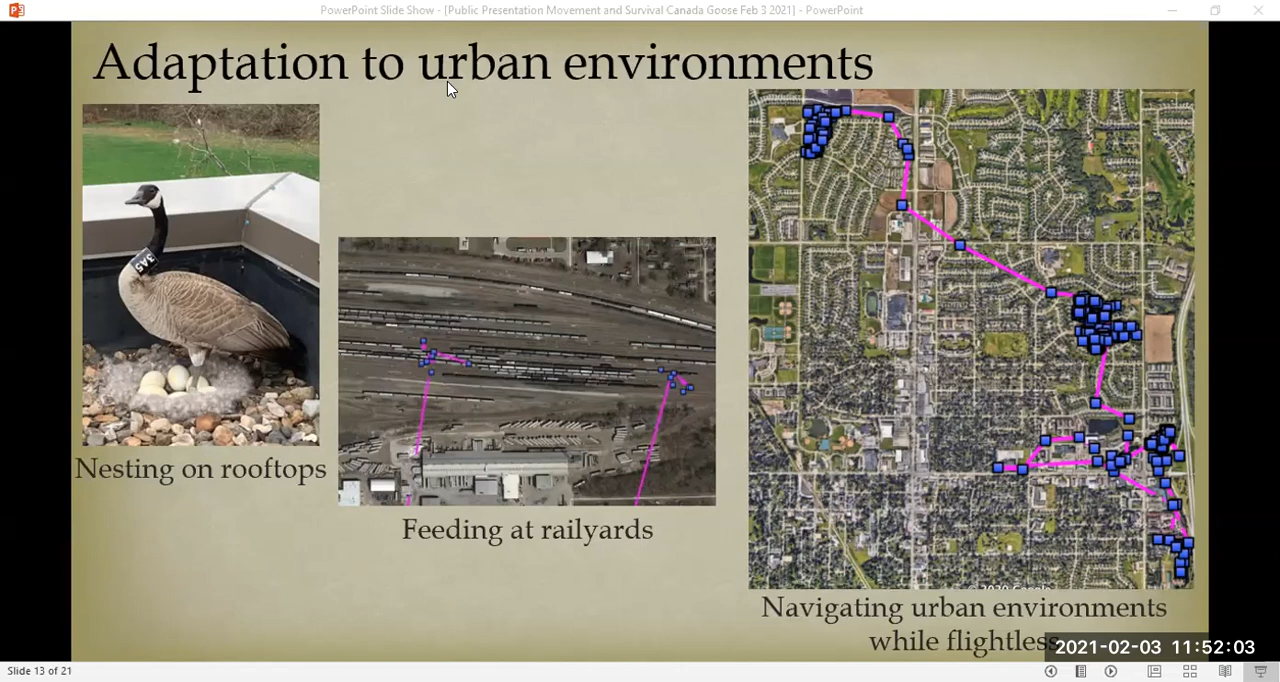 PowerPoint Slide Show - [Public Presentation Movement and Survival Canada Goose Feb 3 2021] - PowerPoint
Adaptation to urban environments
3A5
Nesting on rooftops
Feeding at railyards
Navigating urban environments
while flightless
2021-02-03 11:52:03
Slide 13 of 21